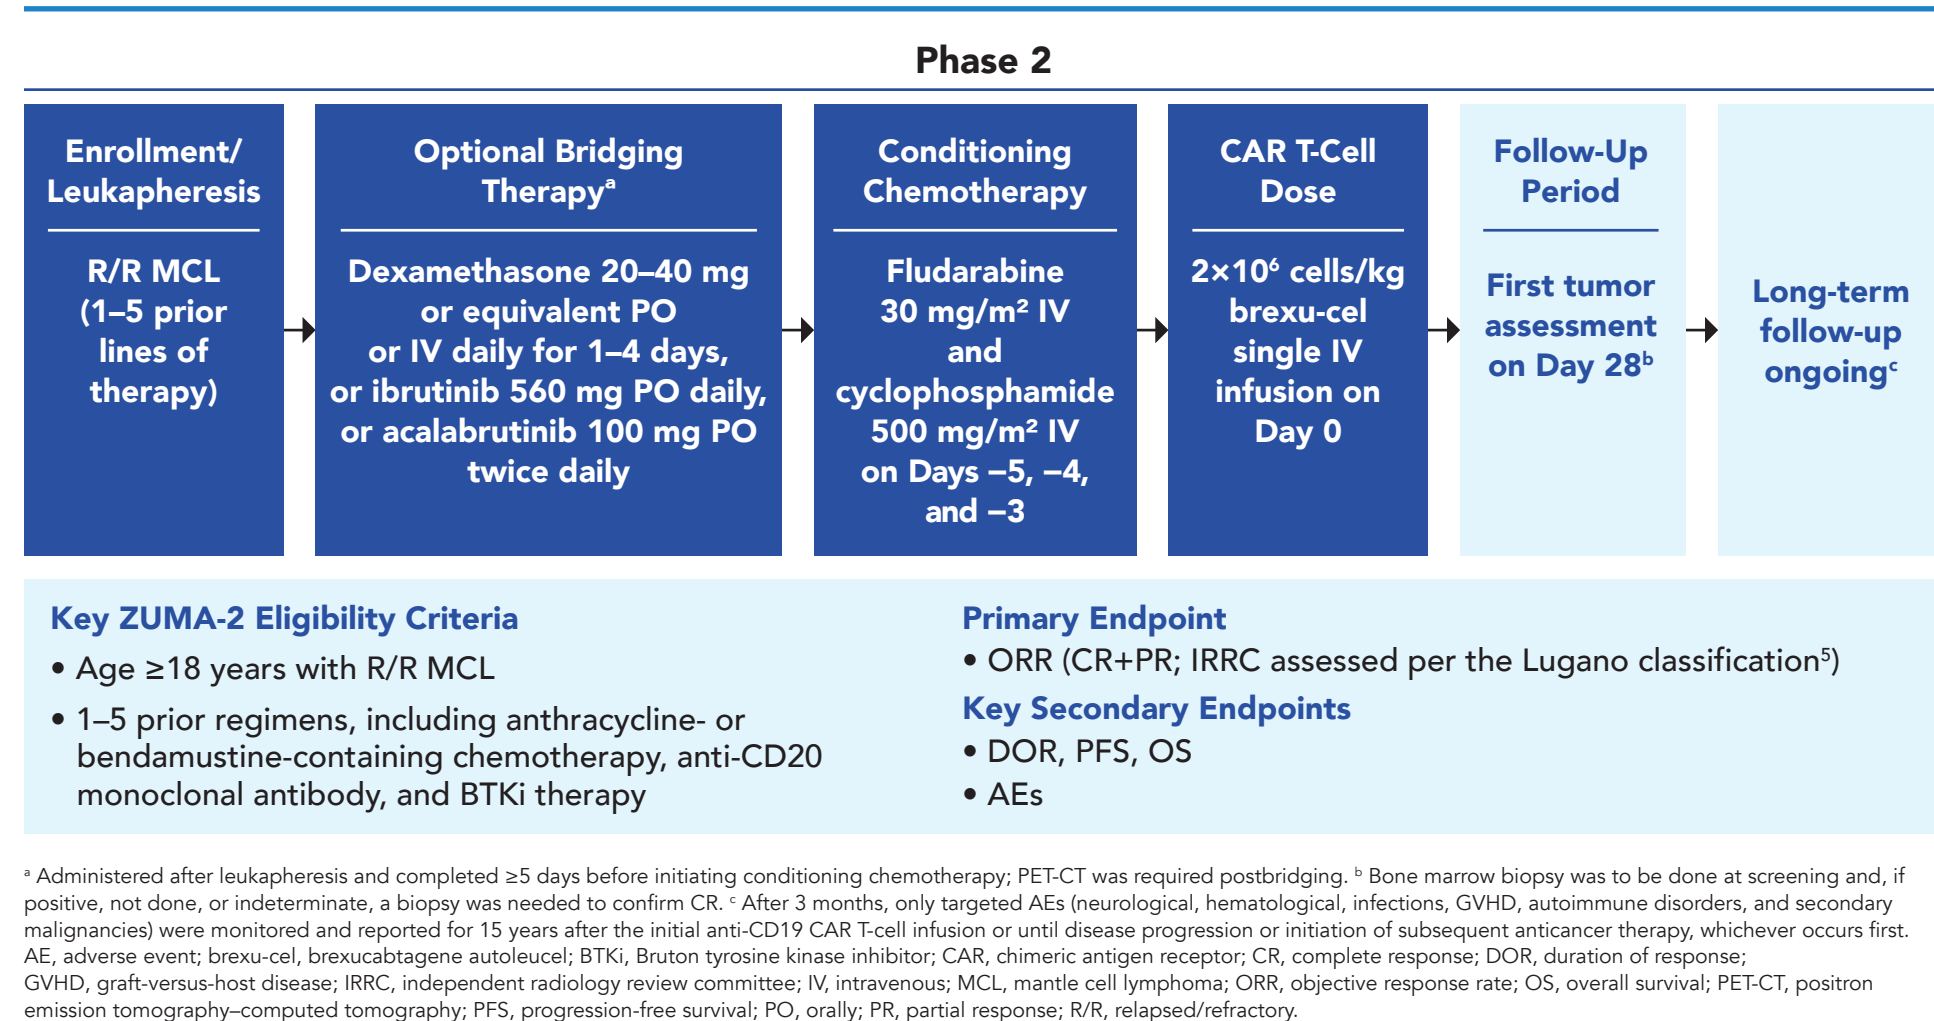 Phase 2
Enrollment/
Leukapheresis
R/R MCL
(1–5 prior
lines of
therapy)
Optional Bridging
Therapyᵃ
Dexamethasone 20–40 mg
or equivalent PO
or IV daily for 1–4 days,
or ibrutinib 560 mg PO daily,
or acalabrutinib 100 mg PO
twice daily
Conditioning
Chemotherapy
Fludarabine
30 mg/m² IV
and
cyclophosphamide
500 mg/m² IV
on Days −5, −4,
and −3
CAR T-Cell
Dose
2×10⁶ cells/kg
brexu-cel
single IV
infusion on
Day 0
Follow-Up
Period
First tumor
assessment
on Day 28ᵇ
Long-term
follow-up
ongoingᶜ
Key ZUMA-2 Eligibility Criteria
• Age ≥18 years with R/R MCL
• 1–5 prior regimens, including anthracycline- or
bendamustine-containing chemotherapy, anti-CD20
monoclonal antibody, and BTKi therapy
Primary Endpoint
• ORR (CR+PR; IRRC assessed per the Lugano classification⁵)
Key Secondary Endpoints
• DOR, PFS, OS
• AEs
ᵃ Administered after leukapheresis and completed ≥5 days before initiating conditioning chemotherapy; PET-CT was required postbridging. ᵇ Bone marrow biopsy was to be done at screening and, if
positive, not done, or indeterminate, a biopsy was needed to confirm CR. ᶜ After 3 months, only targeted AEs (neurological, hematological, infections, GVHD, autoimmune disorders, and secondary
malignancies) were monitored and reported for 15 years after the initial anti-CD19 CAR T-cell infusion or until disease progression or initiation of subsequent anticancer therapy, whichever occurs first.
AE, adverse event; brexu-cel, brexucabtagene autoleucel; BTKi, Bruton tyrosine kinase inhibitor; CAR, chimeric antigen receptor; CR, complete response; DOR, duration of response;
GVHD, graft-versus-host disease; IRRC, independent radiology review committee; IV, intravenous; MCL, mantle cell lymphoma; ORR, objective response rate; OS, overall survival; PET-CT, positron
emission tomography–computed tomography; PFS, progression-free survival; PO, orally; PR, partial response; R/R, relapsed/refractory.